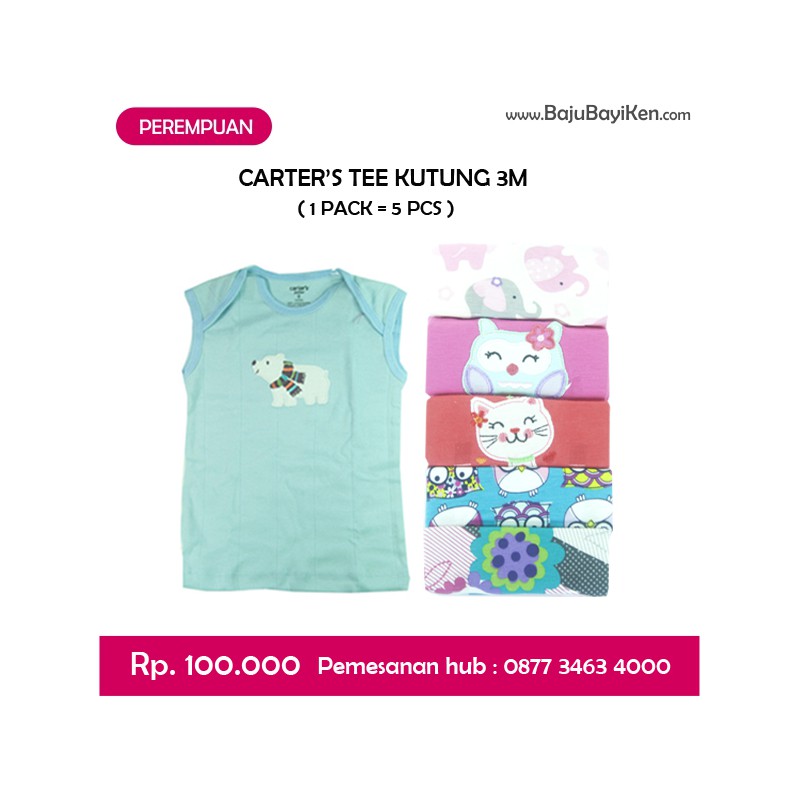 PEREMPUAN
www.BajuBayiKen.com
CARTER'S TEE KUTUNG 3M
( 1 PACK = 5 PCS )
carter's
Rp. 100.000 Pemesanan hub : 0877 3463 4000